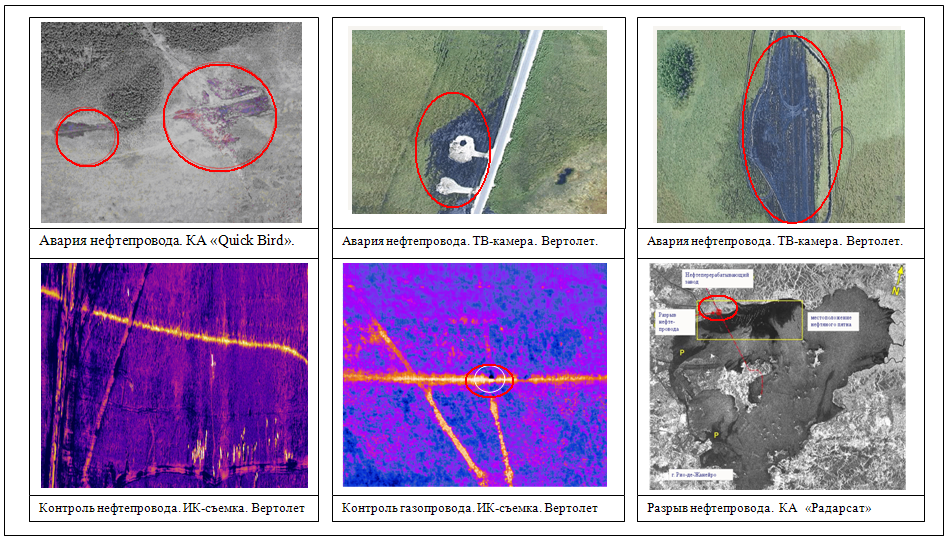 Авария нефтепровода. КА «Quick Bird».
Авария нефтепровода. ТВ-камера. Вертолет.
Авария нефтепровода. ТВ-камера. Вертолет.
Нефтеперерабатывающий
завод
Разрыв
нефте-
провода
местоположение
нефтяного пятна
N
P
P
г. Рио-де-Жанейро
Контроль нефтепровода. ИК-съемка. Вертолет
Контроль газопровода. ИК-съемка. Вертолет
Разрыв нефтепровода. КА «Радарсат»